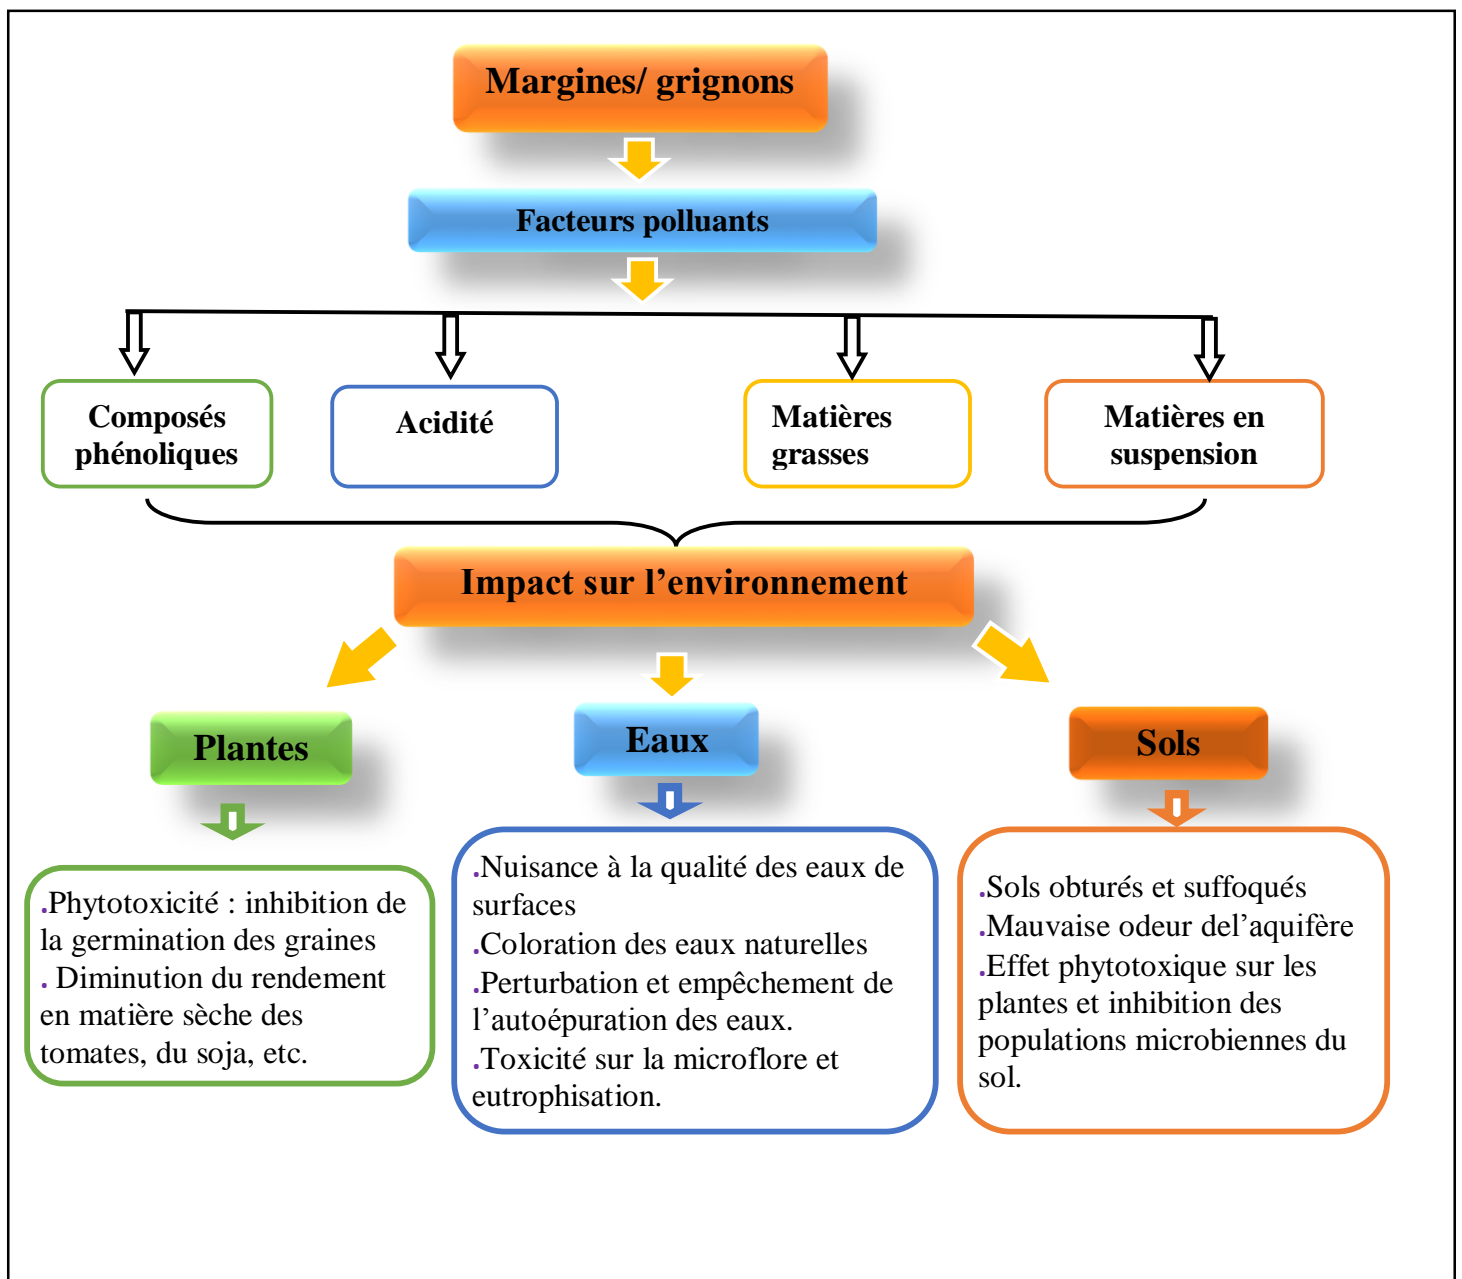 Margines/ grignons
Facteurs polluants
Composés
phénoliques
Acidité
Matières
grasses
Matières en
suspension
Impact sur l’environnement
Plantes
Eaux
Sols
.Phytotoxicité : inhibition de
la germination des graines
. Diminution du rendement
en matière sèche des
tomates, du soja, etc.
.Nuisance à la qualité des eaux de
surfaces
.Coloration des eaux naturelles
.Perturbation et empêchement de
l’autoépuration des eaux.
.Toxicité sur la microflore et
eutrophisation.
.Sols obturés et suffoqués
.Mauvaise odeur del’aquifère
.Effet phytotoxique sur les
plantes et inhibition des
populations microbiennes du
sol.